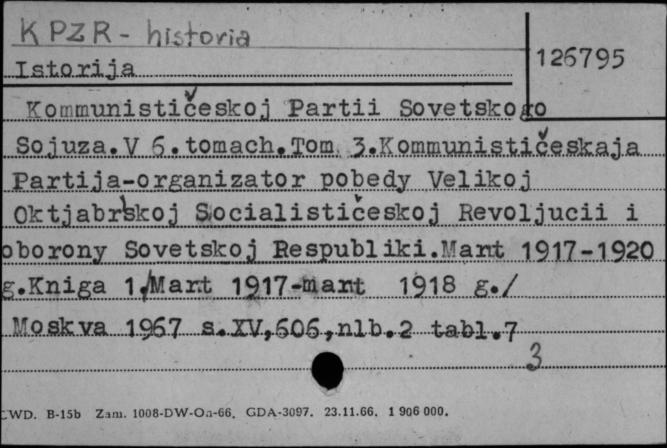 KPZR - historia
126795
Istorija
Kommunističeskoj Partii Sovetskogo
Sojuza.V 6.tomach.Tom 3.Kommunističeskaja
Partija-organizator pobedy Velikoj
Oktjabr'skoj Socialističeskoj Revoljucii i
oborony Sovetskoj Respubliki.Mart 1917-1920
g.Kniga 1./Mart 1917-mart 1918 g./
Moskva 1967 s.XV,606,nlb.2 tabl.7
3
CWD. B-15b Zam. 1008-DW-Oa-66. GDA-3097. 23.11.66. 1 906 000.